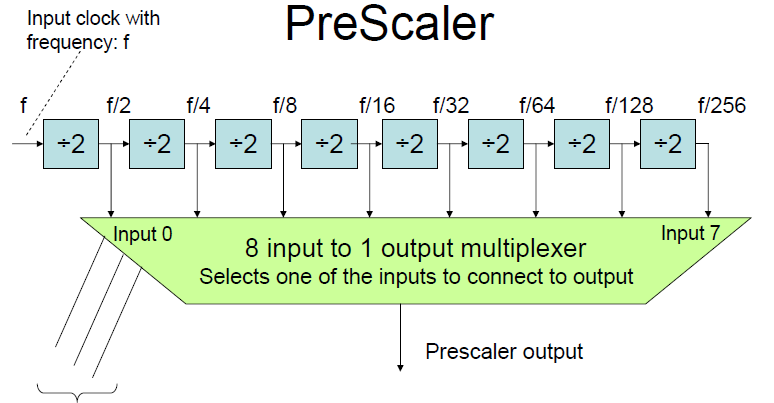 PreScaler
Input clock with
frequency: f
f f/2 f/4 f/8 f/16 f/32 f/64 f/128 f/256
÷2 ÷2 ÷2 ÷2 ÷2 ÷2 ÷2 ÷2
Input 0 Input 7
8 input to 1 output multiplexer
Selects one of the inputs to connect to output
Prescaler output